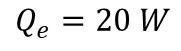 Qₑ = 20 W